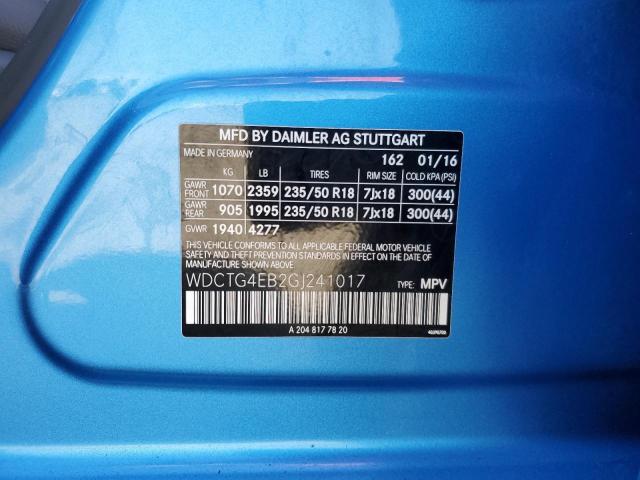 MFD BY DAIMLER AG STUTTGART
MADE IN GERMANY 162 01/16
KG LB TIRES RIM SIZE COLD KPA (PSI)
GAWR FRONT 1070 2359 235/50 R18 7Jx18 300(44)
GAWR REAR 905 1995 235/50 R18 7Jx18 300(44)
GVWR 1940 4277
THIS VEHICLE CONFORMS TO ALL APPLICABLE FEDERAL MOTOR VEHICLE
SAFETY, BUMPER, AND THEFT PREVENTION STANDARDS IN
EFFECT ON THE DATE OF MANUFACTURE SHOWN ABOVE.
WDCTG4EB2GJ241017 TYPE: MPV
A 204 817 78 20